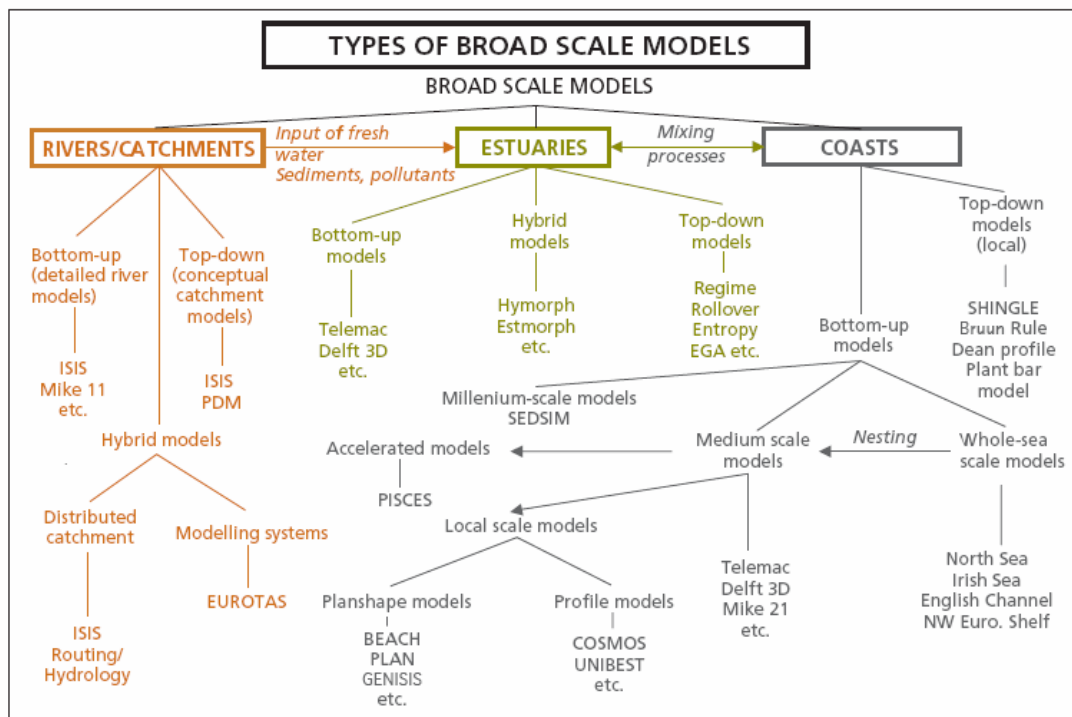 TYPES OF BROAD SCALE MODELS
BROAD SCALE MODELS
RIVERS/CATCHMENTS
Input of fresh
water
Sediments, pollutants
ESTUARIES
Mixing
processes
COASTS
Bottom-up
(detailed river
models)
ISIS
Mike 11
etc.
Top-down
(conceptual
catchment
models)
ISIS
PDM
Hybrid models
Distributed
catchment
ISIS
Routing/
Hydrology
Modelling systems
EUROTAS
Bottom-up
models
Telemac
Delft 3D
etc.
Hybrid
models
Hymorph
Estmorph
etc.
Top-down
models
Regime
Rollover
Entropy
EGA etc.
Bottom-up
models
Top-down
models
(local)
SHINGLE
Bruun Rule
Dean profile
Plant bar
model
Millenium-scale models
SEDSIM
Accelerated models
PISCES
Medium scale
models
Nesting
Whole-sea
scale models
Local scale models
Planshape models
BEACH
PLAN
GENISIS
etc.
Profile models
COSMOS
UNIBEST
etc.
Telemac
Delft 3D
Mike 21
etc.
North Sea
Irish Sea
English Channel
NW Euro. Shelf